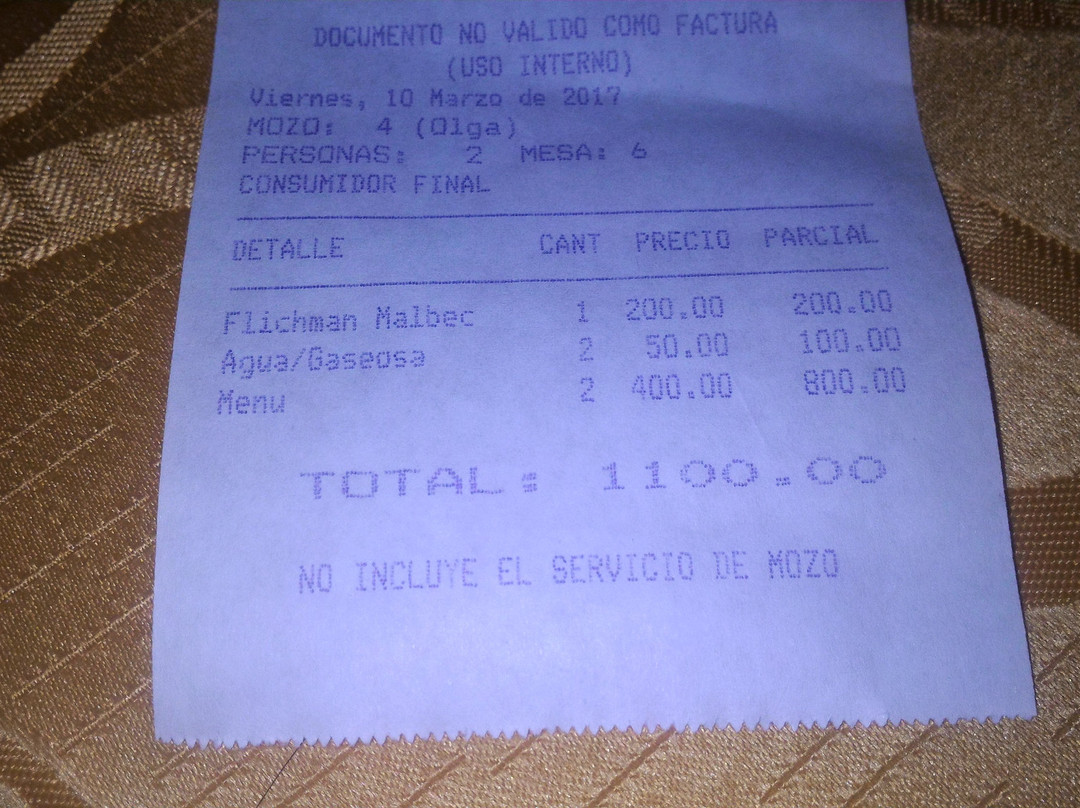 DOCUMENTO NO VALIDO COMO FACTURA
(USO INTERNO)
Viernes, 10 Marzo de 2017
MOZO: 4 (Olga)
PERSONAS: 2 MESA: 6
CONSUMIDOR FINAL
DETALLE CANT PRECIO PARCIAL
Flichman Malbec 1 200.00 200.00
Agua/Gaseosa 2 50.00 100.00
Menu 2 400.00 800.00
TOTAL: 1100.00
NO INCLUYE EL SERVICIO DE MOZO